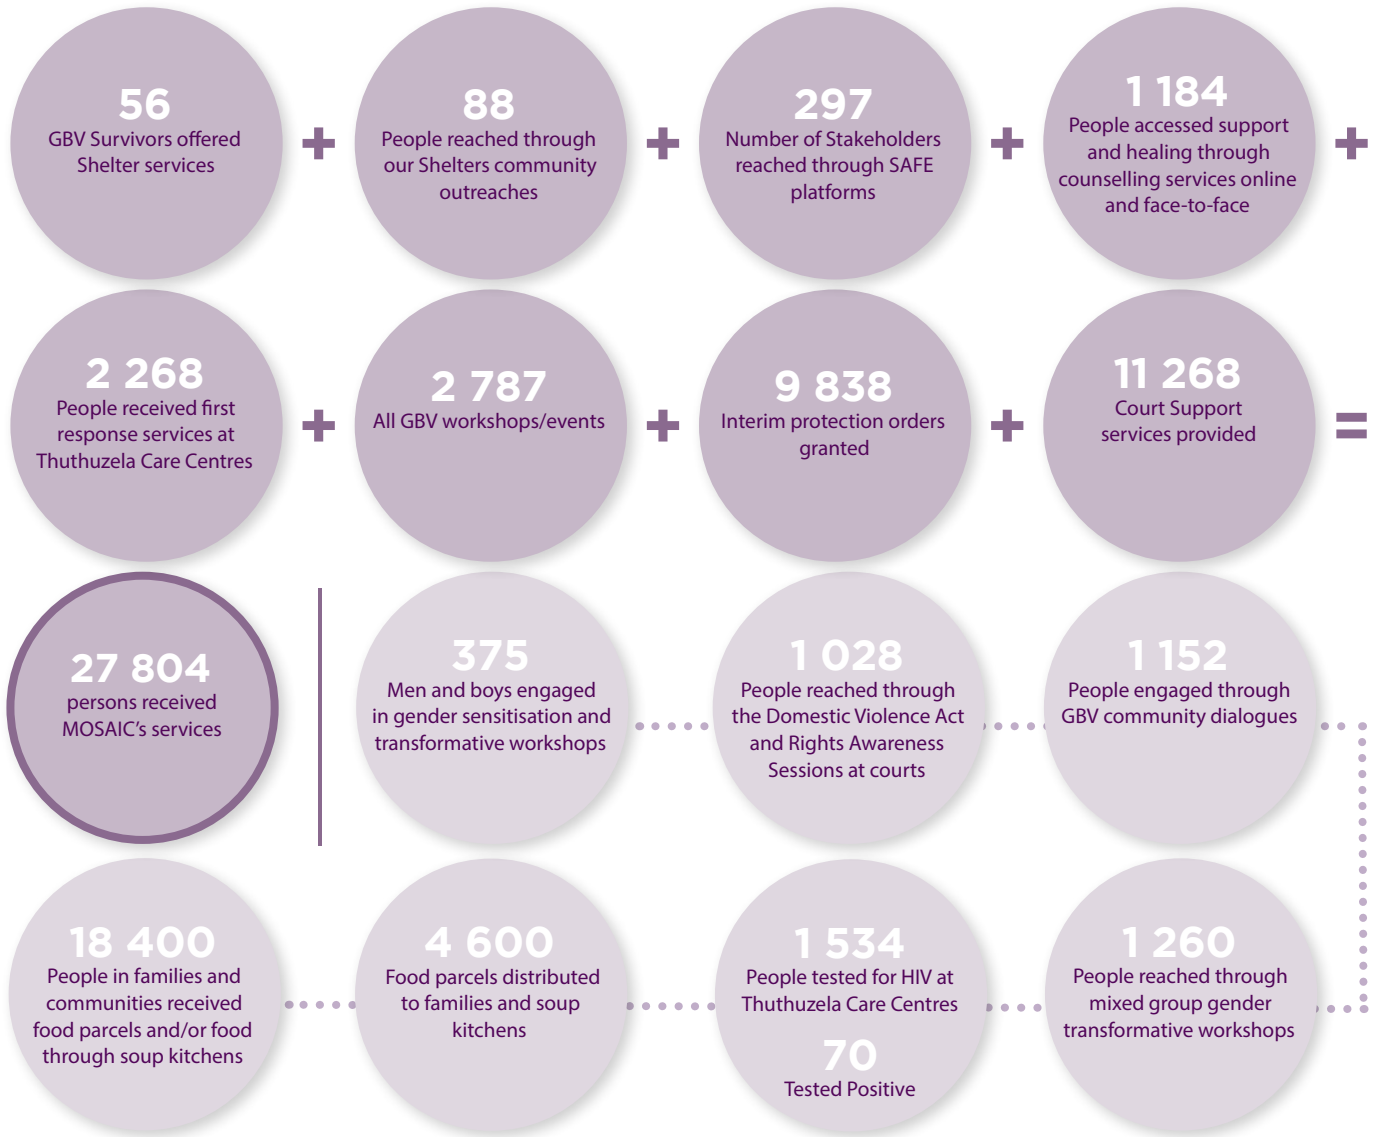 56
GBV Survivors offered
Shelter services
+
88
People reached through
our Shelters community
outreaches
+
297
Number of Stakeholders
reached through SAFE
platforms
+
1 184
People accessed support
and healing through
counselling services online
and face-to-face
+
2 268
People received first
response services at
Thuthuzela Care Centres
+
2 787
All GBV workshops/events
+
9 838
Interim protection orders
granted
+
11 268
Court Support
services provided
=
27 804
persons received
MOSAIC's services
375
Men and boys engaged
in gender sensitisation and
transformative workshops
1 028
People reached through
the Domestic Violence Act
and Rights Awareness
Sessions at courts
1 152
People engaged through
GBV community dialogues
18 400
People in families and
communities received
food parcels and/or food
through soup kitchens
4 600
Food parcels distributed
to families and soup
kitchens
1 534
People tested for HIV at
Thuthuzela Care Centres
70
Tested Positive
1 260
People reached through
mixed group gender
transformative workshops